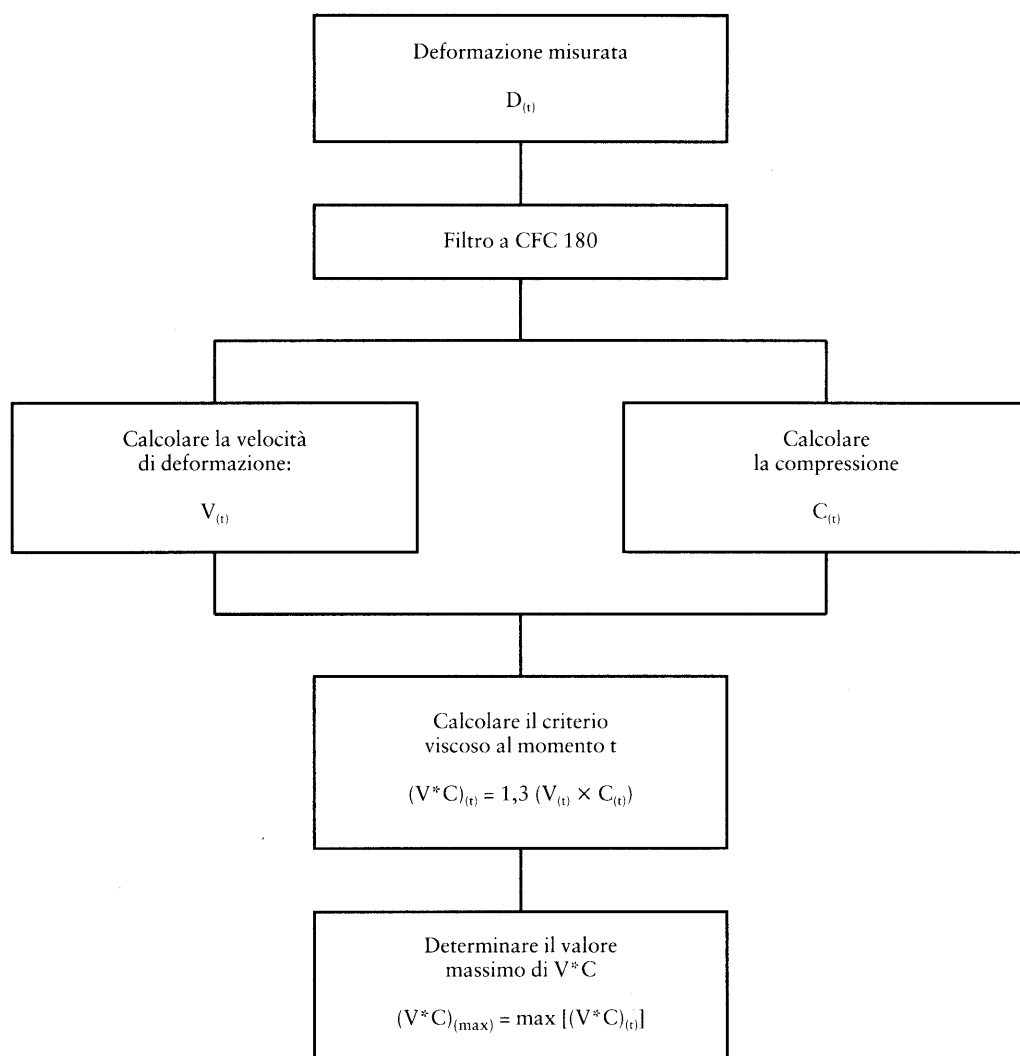 Deformazione misurata
D(t)
Filtro a CFC 180
Calcolare la velocità
di deformazione:
V(t)
Calcolare
la compressione
C(t)
Calcolare il criterio
viscoso al momento t
(V*C)(t) = 1,3 (V(t) × C(t))
Determinare il valore
massimo di V*C
(V*C)(max) = max [(V*C)(t)]